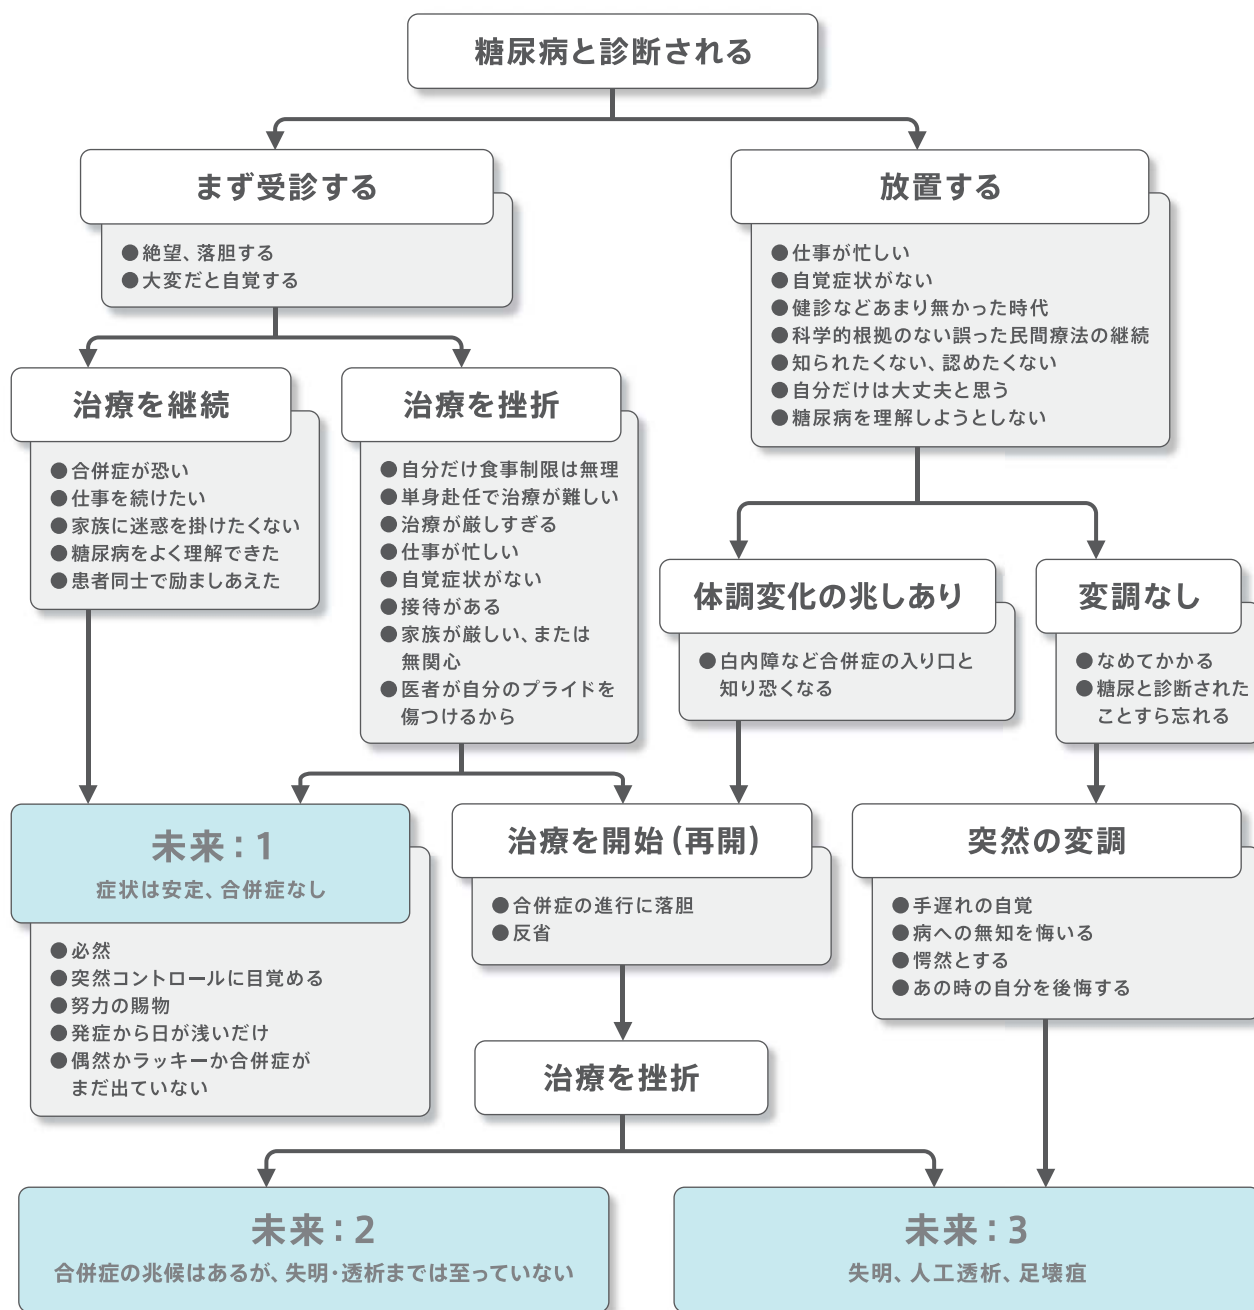 糖尿病と診断される
まず受診する
●絶望、落胆する
●大変だと自覚する
放置する
●仕事が忙しい
●自覚症状がない
●健診などあまり無かった時代
●科学的根拠のない誤った民間療法の継続
●知られたくない、認めたくない
●自分だけは大丈夫と思う
●糖尿病を理解しようとしない
治療を継続
●合併症が恐い
●仕事を続けたい
●家族に迷惑を掛けたくない
●糖尿病をよく理解できた
●患者同士で励ましあえた
治療を挫折
●自分だけ食事制限は無理
●単身赴任で治療が難しい
●治療が厳しすぎる
●仕事が忙しい
●自覚症状がない
●接待がある
●家族が厳しい、または
無関心
●医者が自分のプライドを
傷つけるから
体調変化の兆しあり
●白内障など合併症の入り口と
知り恐くなる
変調なし
●なめてかかる
●糖尿と診断された
ことすら忘れる
未来：1
症状は安定、合併症なし
●必然
●突然コントロールに目覚める
●努力の賜物
●発症から日が浅いだけ
●偶然かラッキーか合併症が
まだ出ていない
治療を開始（再開）
●合併症の進行に落胆
●反省
突然の変調
●手遅れの自覚
●病への無知を悔いる
●愕然とする
●あの時の自分を後悔する
治療を挫折
未来：2
合併症の兆候はあるが、失明・透析までは至っていない
未来：3
失明、人工透析、足壊疽